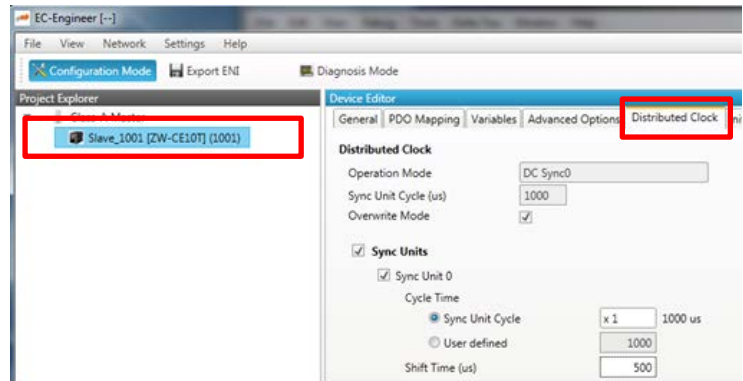 EC-Engineer [--]
File View Network Settings Help
Configuration Mode Export ENI Diagnosis Mode
Project Explorer
Device Editor
Class-A Master
General PDO Mapping Variables Advanced Options Distributed Clock
Slave_1001 [ZW-CE10T] (1001)
Distributed Clock
Operation Mode DC Sync0
Sync Unit Cycle (us) 1000
Overwrite Mode
Sync Units
Sync Unit 0
Cycle Time
Sync Unit Cycle x 1 1000 us
User defined 1000
Shift Time (us) 500